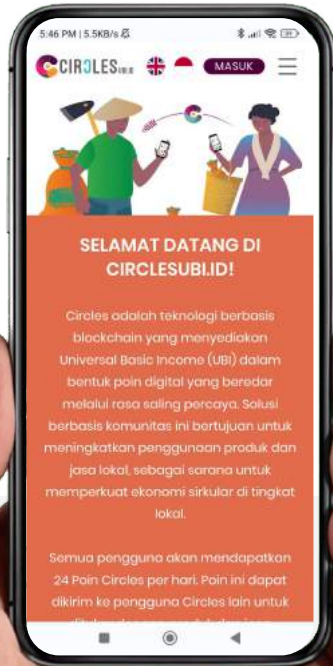 5:46 PM | 5.5KB/s
CIRCLES UBI.ID
MASUK
SELAMAT DATANG DI
CIRCLESUBI.ID!
Circles adalah teknologi berbasis
blockchain yang menyediakan
Universal Basic Income (UBI) dalam
bentuk poin digital yang beredar
melalui rasa saling percaya. Solusi
berbasis komunitas ini bertujuan untuk
meningkatkan penggunaan produk dan
jasa lokal, sebagai sarana untuk
memperkuat ekonomi sirkular di tingkat
lokal.
Semua pengguna akan mendapatkan
24 Poin Circles per hari. Poin ini dapat
dikirim ke pengguna Circles lain untuk